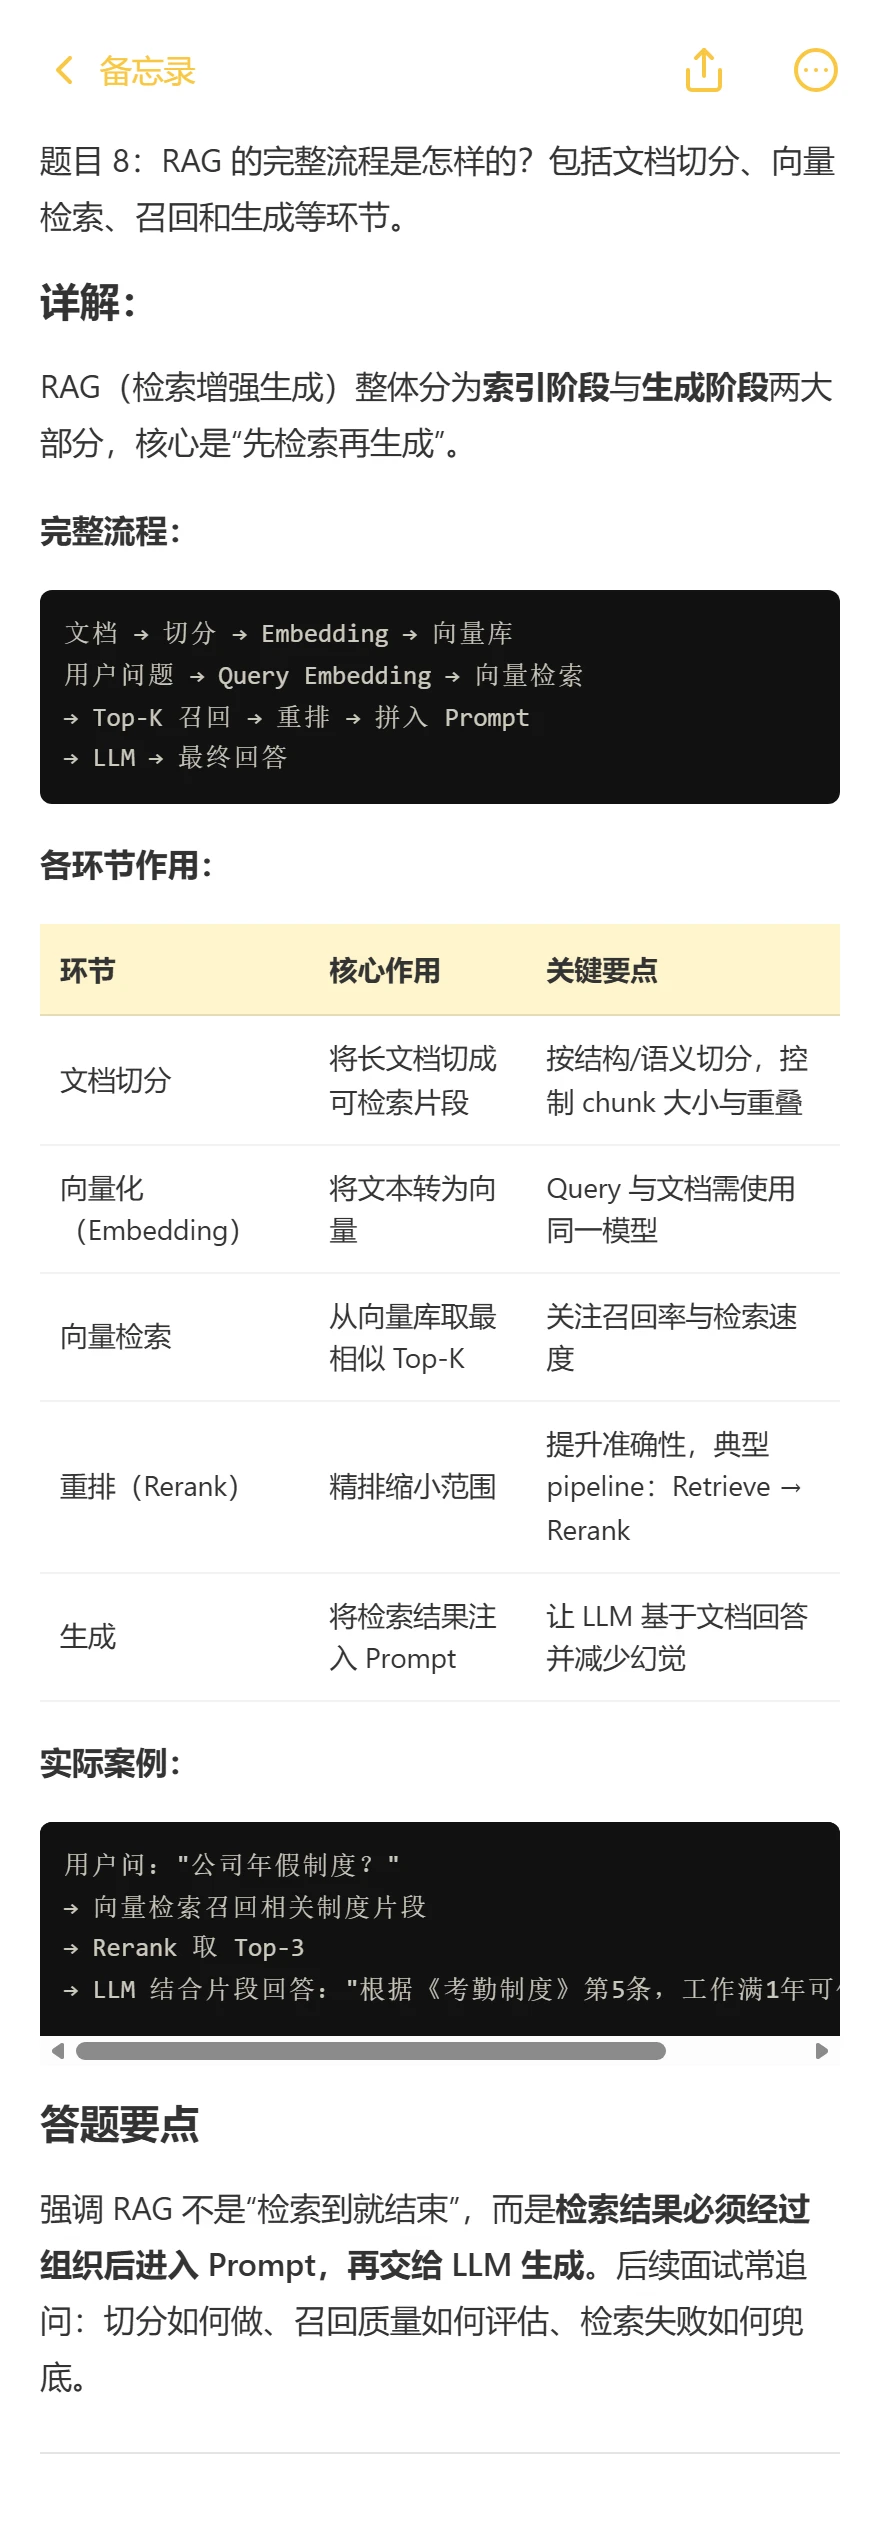 备忘录
题目 8：RAG 的完整流程是怎样的？包括文档切分、向量
检索、召回和生成等环节。
详解：
RAG（检索增强生成）整体分为索引阶段与生成阶段两大
部分，核心是“先检索再生成”。
完整流程：
文档 → 切分 → Embedding → 向量库
用户问题 → Query Embedding → 向量检索
→ Top-K 召回 → 重排 → 拼入 Prompt
→ LLM → 最终回答
各环节作用：
环节 核心作用 关键要点
文档切分 将长文档切成 按结构/语义切分，控
可检索片段 制 chunk 大小与重叠
向量化 将文本转为向 Query 与文档需使用
（Embedding） 量 同一模型
向量检索 从向量库取最 关注召回率与检索速
相似 Top-K 度
提升准确性，典型
重排（Rerank） 精排缩小范围 pipeline：Retrieve →
Rerank
生成 将检索结果注 让 LLM 基于文档回答
入 Prompt 并减少幻觉
实际案例：
用户问："公司年假制度？"
→ 向量检索召回相关制度片段
→ Rerank 取 Top-3
→ LLM 结合片段回答："根据《考勤制度》第5条，工作满1年可
答题要点
强调 RAG 不是“检索到就结束”，而是检索结果必须经过
组织后进入 Prompt，再交给 LLM 生成。后续面试常追
问：切分如何做、召回质量如何评估、检索失败如何兜
底。